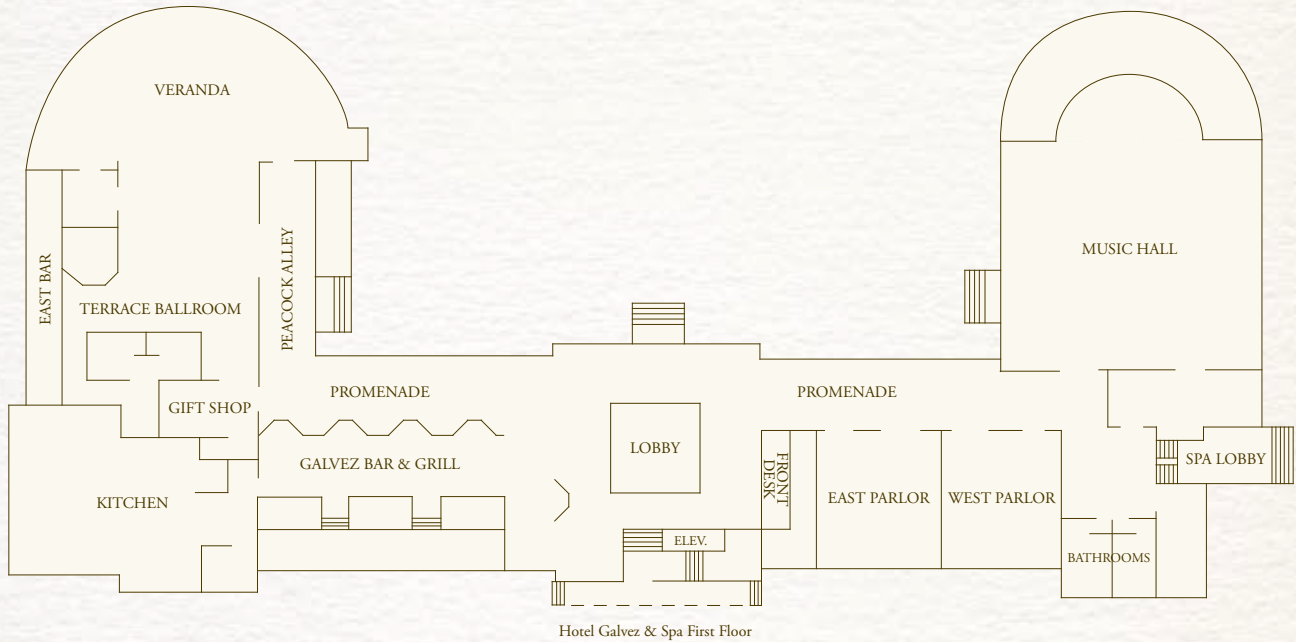 VERANDA
MUSIC HALL
EAST BAR
PEACOCK ALLEY
TERRACE BALLROOM
PROMENADE
PROMENADE
GIFT SHOP
LOBBY
GALVEZ BAR & GRILL
FRONT
DESK
SPA LOBBY
KITCHEN
EAST PARLOR
WEST PARLOR
ELEV.
BATHROOMS
Hotel Galvez & Spa First Floor